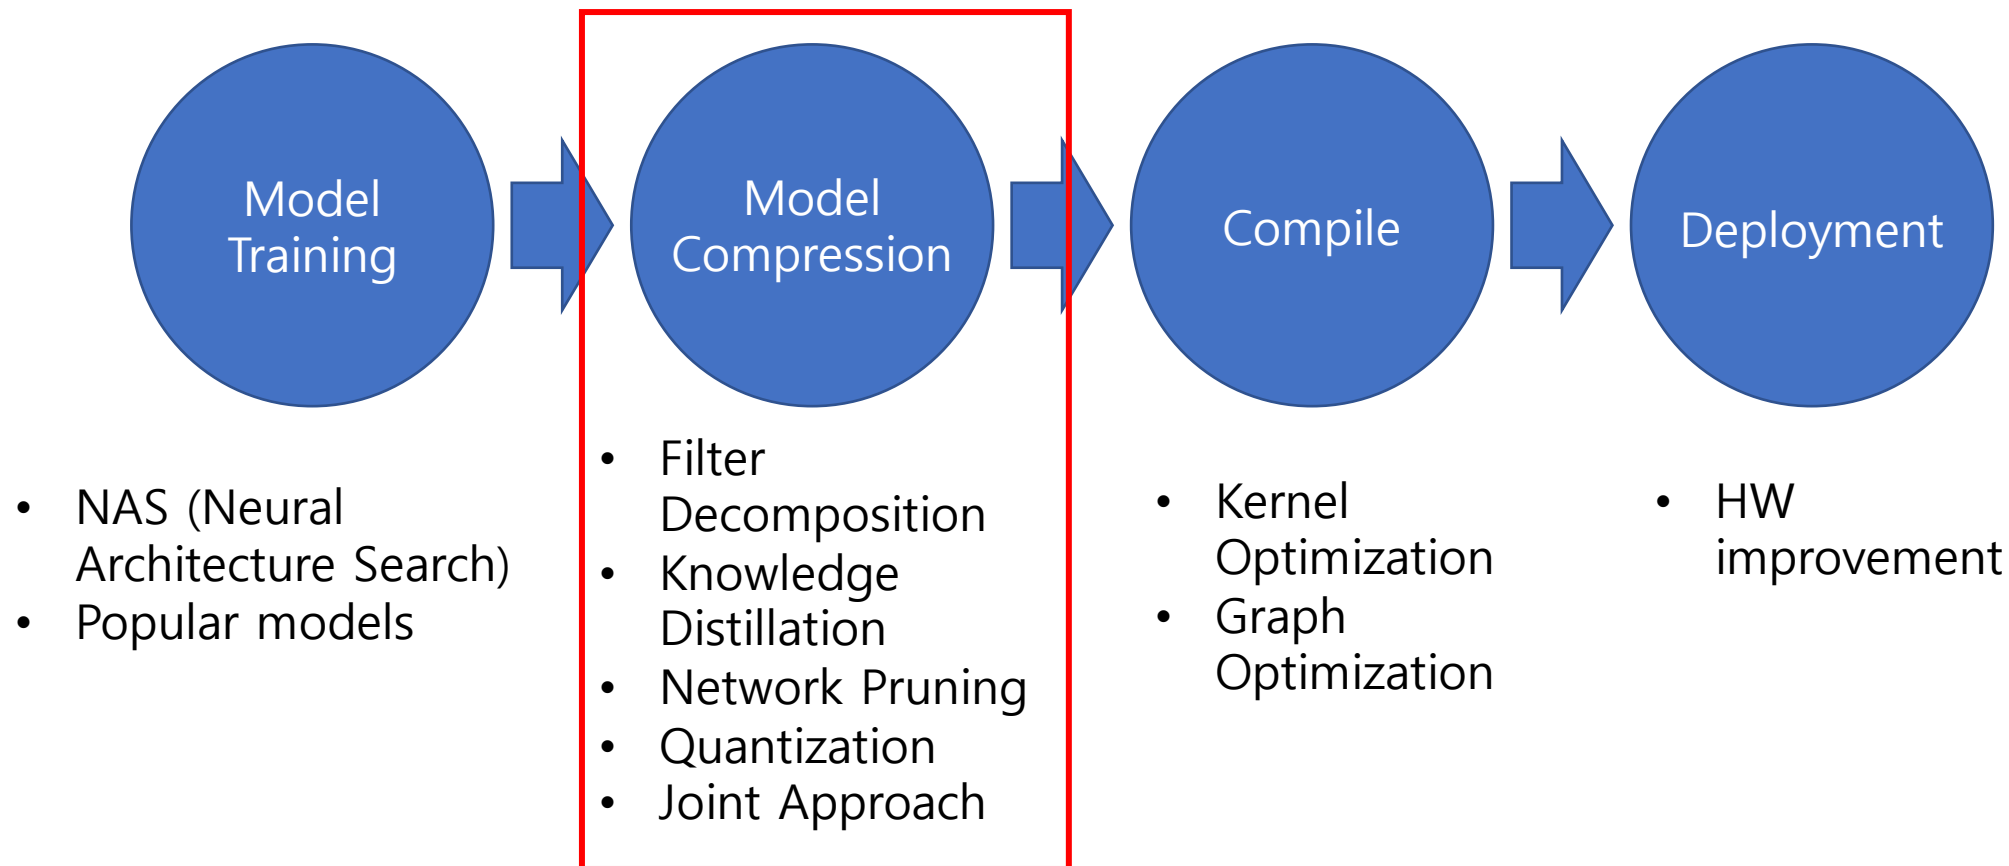 Model
Training
Model
Compression
Compile
Deployment
• NAS (Neural
Architecture Search)
• Popular models
• Filter
Decomposition
• Knowledge
Distillation
• Network Pruning
• Quantization
• Joint Approach
• Kernel
Optimization
• Graph
Optimization
• HW
improvement